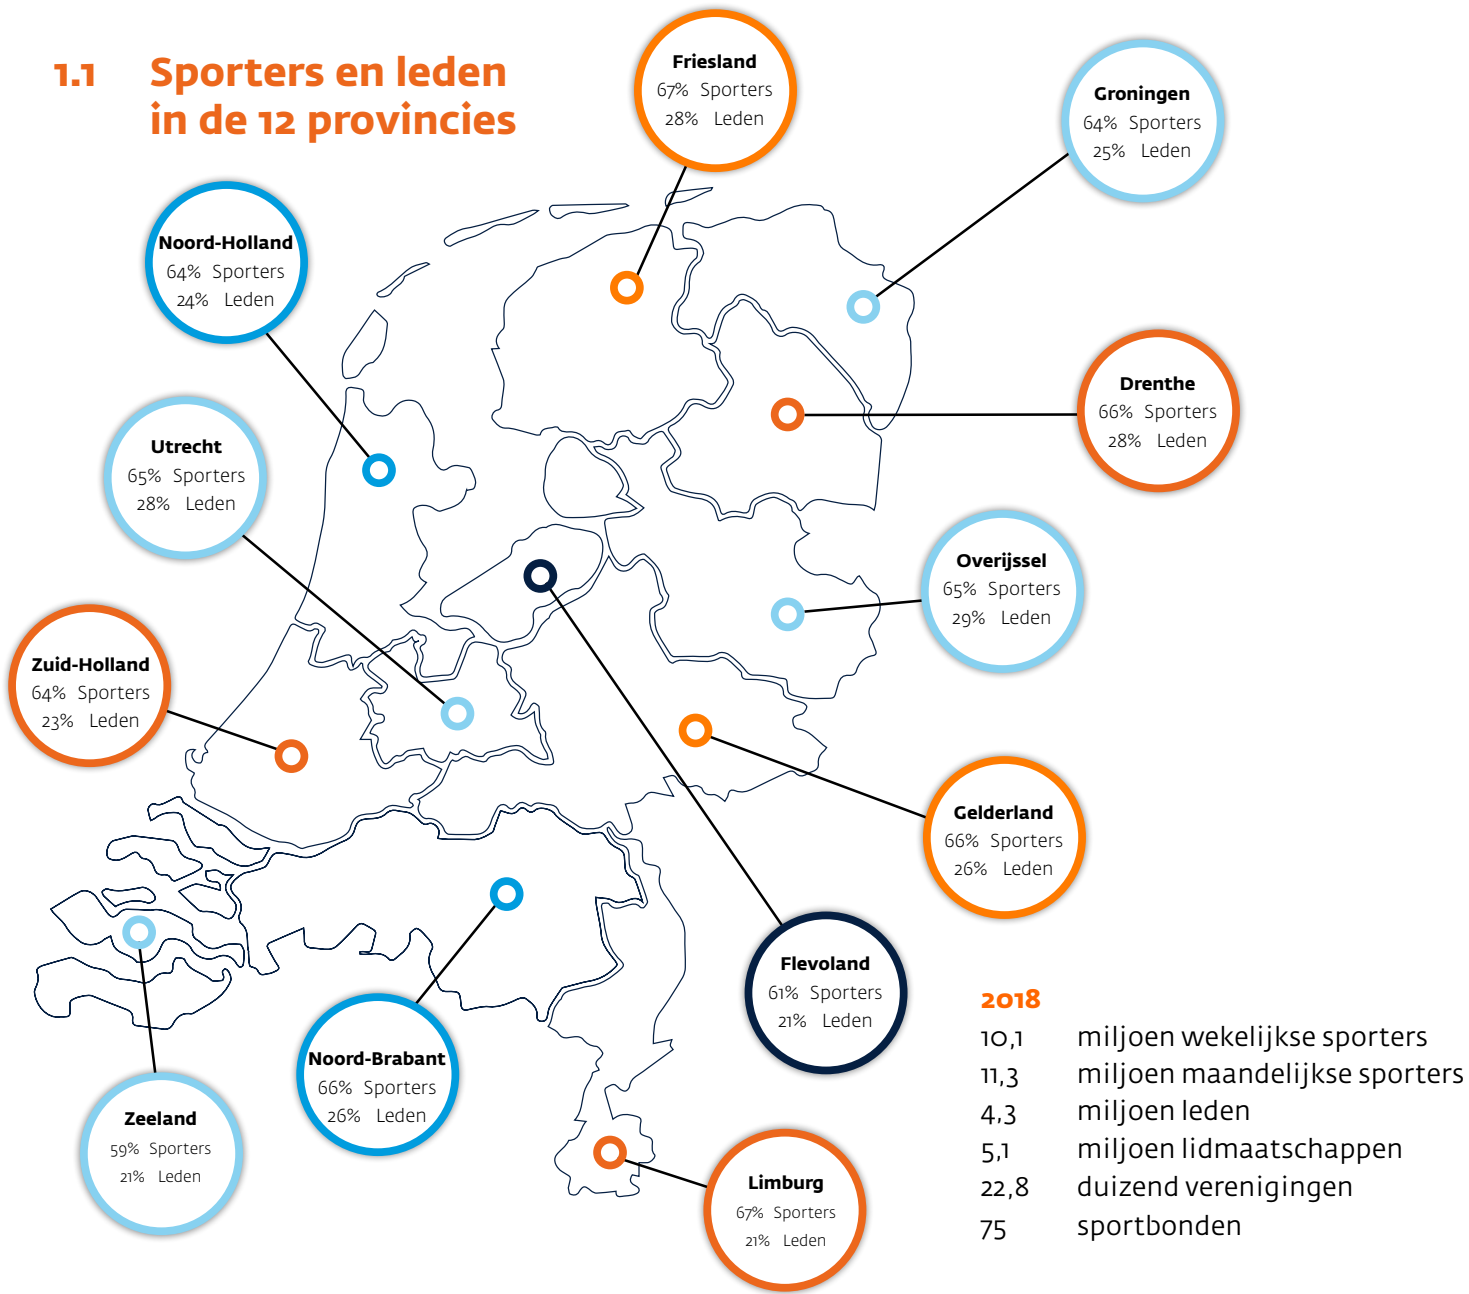 1.1 Sporters en leden
in de 12 provincies
Friesland
67% Sporters
28% Leden
Groningen
64% Sporters
25% Leden
Noord-Holland
64% Sporters
24% Leden
Drenthe
66% Sporters
28% Leden
Utrecht
65% Sporters
28% Leden
Overijssel
65% Sporters
29% Leden
Zuid-Holland
64% Sporters
23% Leden
Gelderland
66% Sporters
26% Leden
Flevoland
61% Sporters
21% Leden
Noord-Brabant
66% Sporters
26% Leden
Zeeland
59% Sporters
21% Leden
Limburg
67% Sporters
21% Leden
2018
10,1 miljoen wekelijkse sporters
11,3 miljoen maandelijkse sporters
4,3 miljoen leden
5,1 miljoen lidmaatschappen
22,8 duizend verenigingen
75 sportbonden